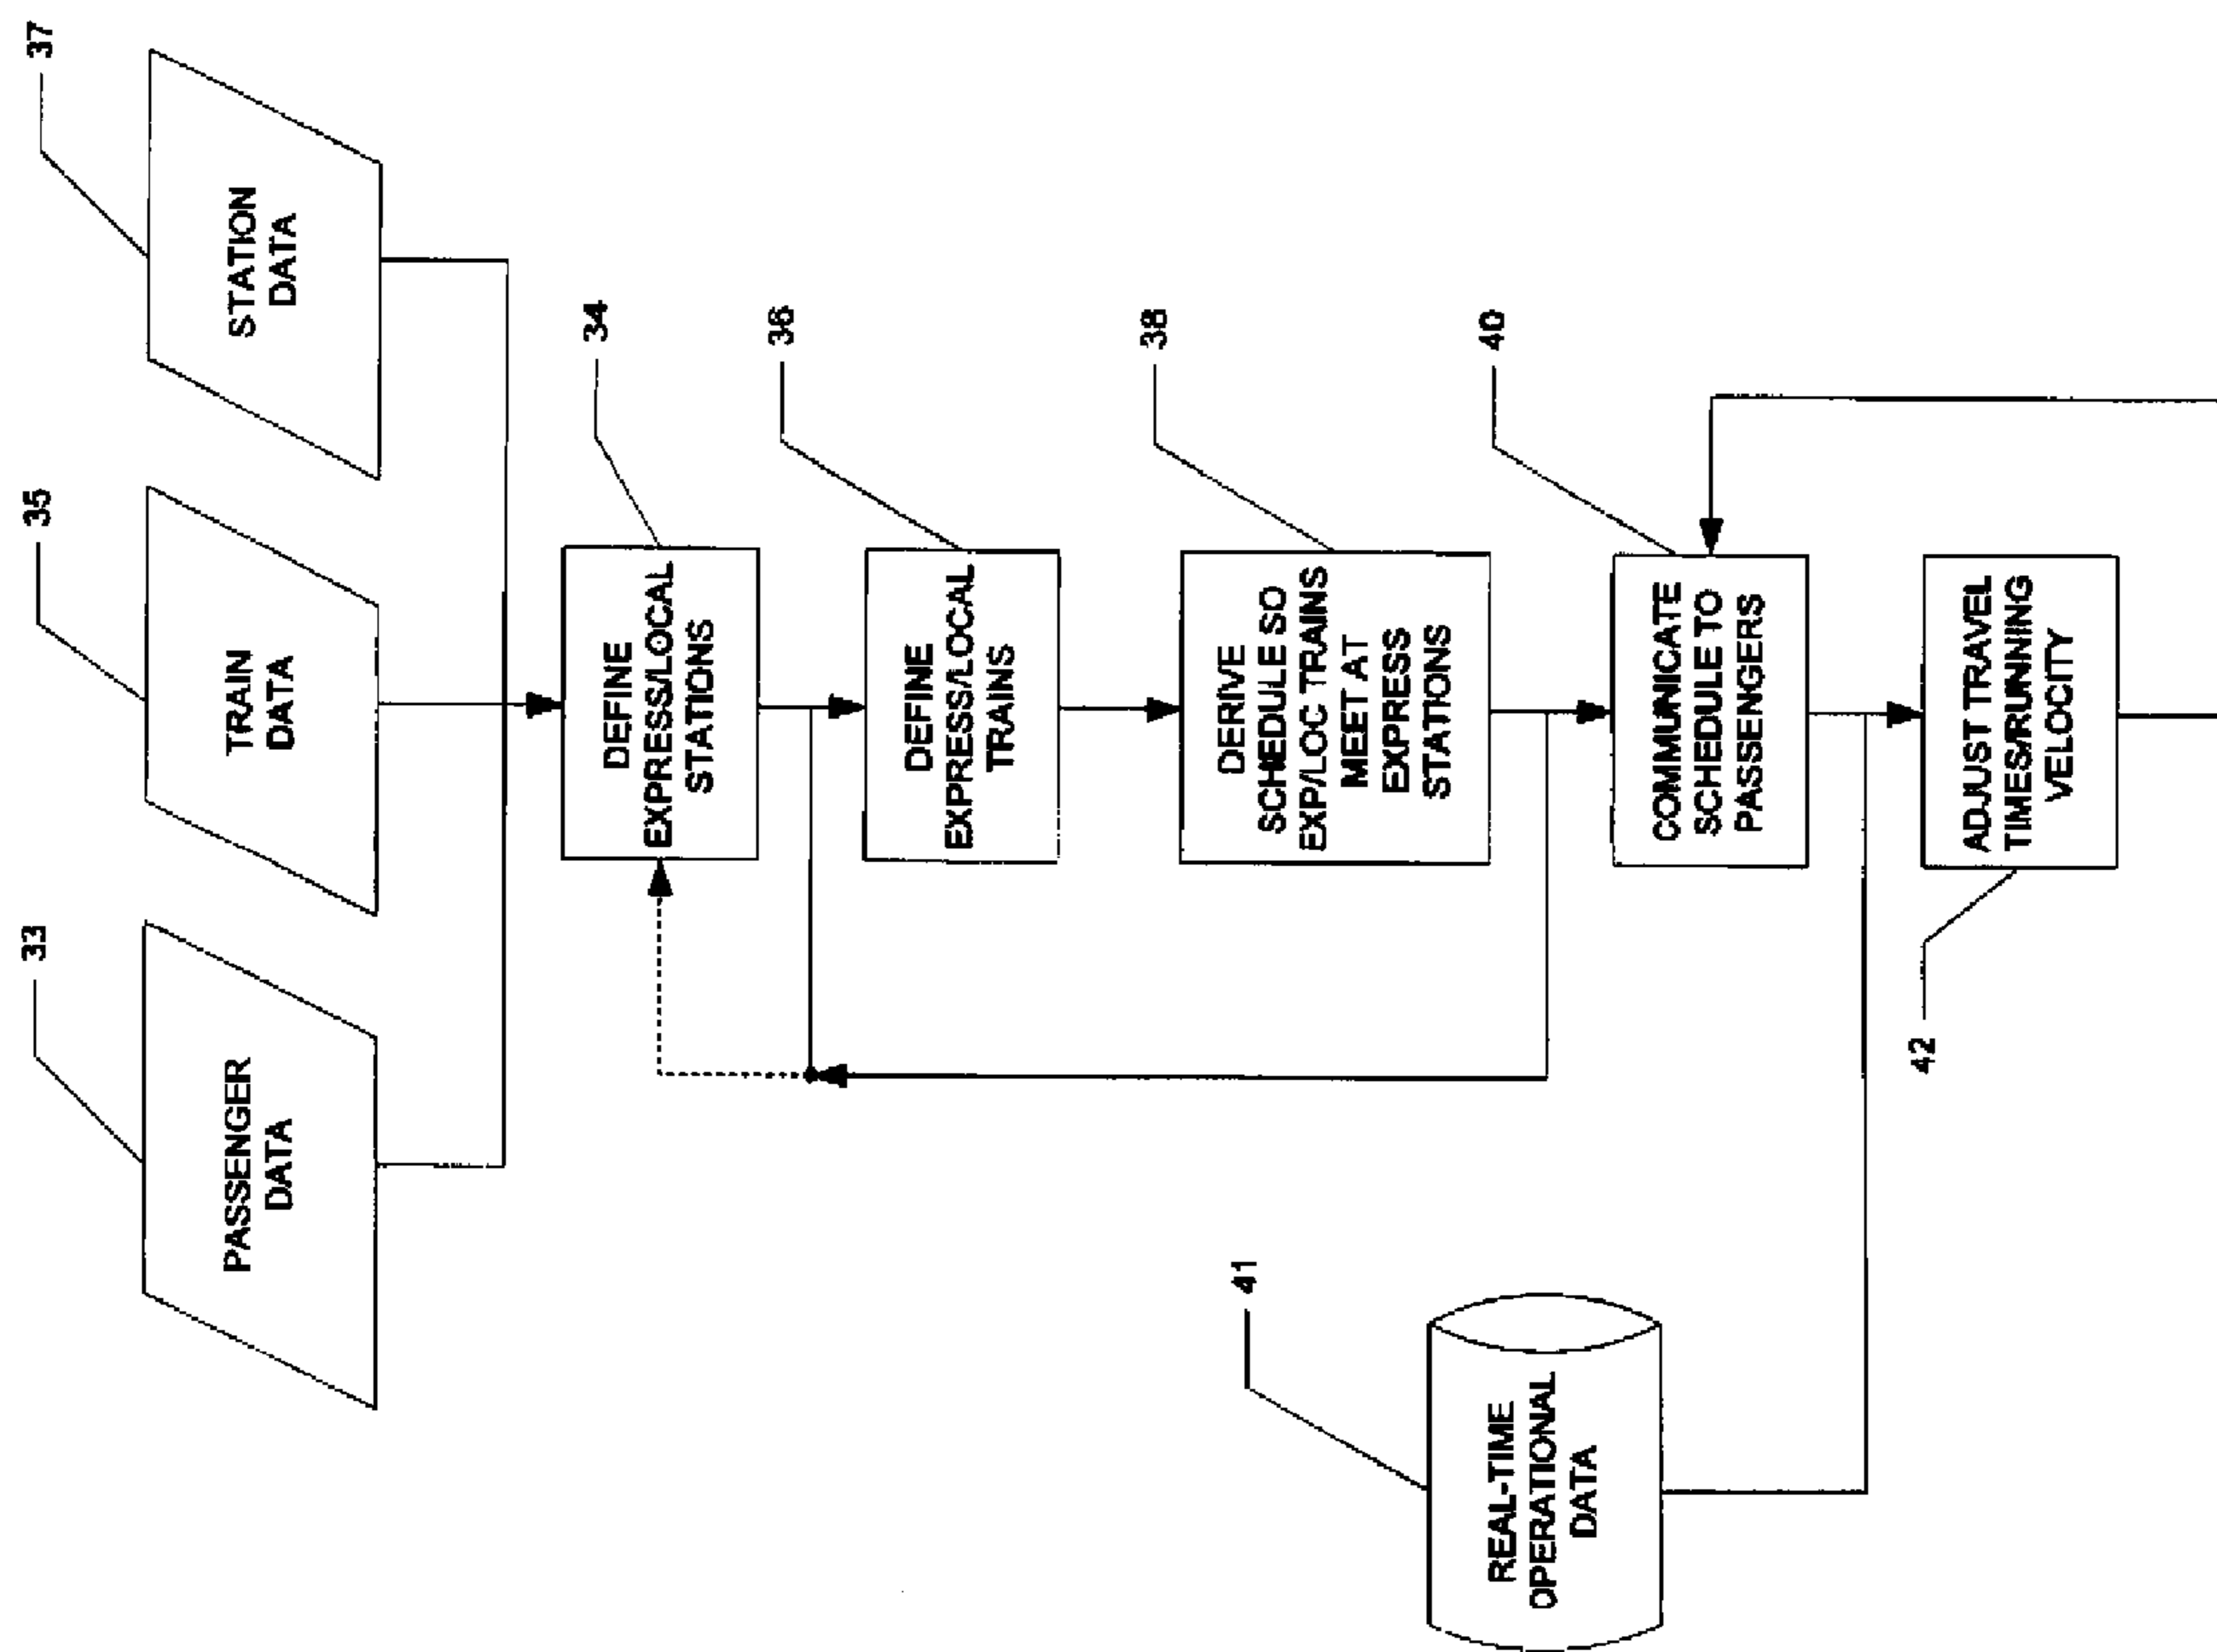 33
PASSENGER
DATA
35
TRAIN
DATA
37
STATION
DATA
34
DEFINE
EXPRESS/LOCAL
STATIONS
36
DEFINE
EXPRESS/LOCAL
TRAINS
38
DERIVE
SCHEDULE SO
EXP/LOC TRAINS
MEET AT
EXPRESS
STATIONS
40
COMMUNICATE
SCHEDULE TO
PASSENGERS
41
REAL-TIME
OPERATIONAL
DATA
42
ADJUST TRAVEL
TIMES/RUNNING
VELOCITY